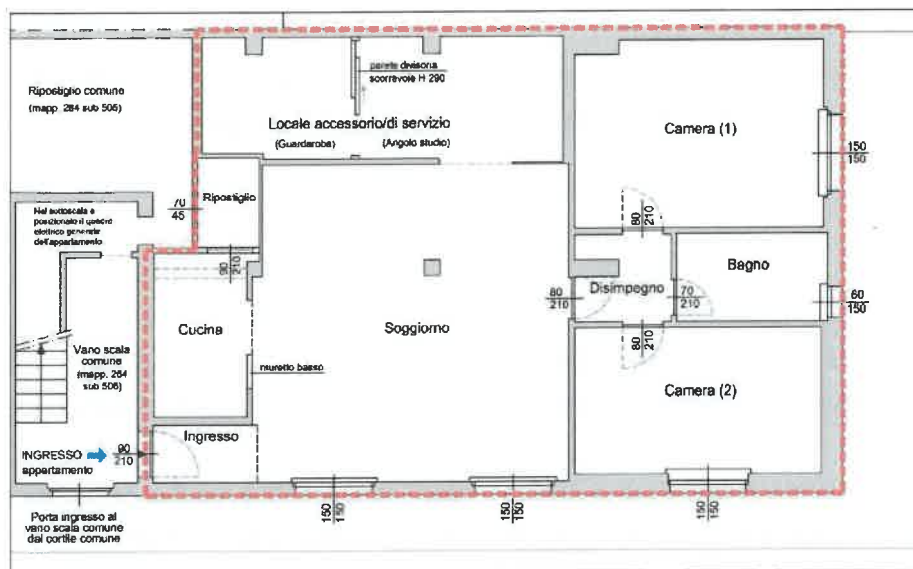 Ripostiglio comune
(mapp. 264 sub 506)
parete divisoria
scorrevole H 290
Locale accessorio/di servizio
(Guardaroba)
(Angolo studio)
Camera (1)
150
150
Ripostiglio
70
45
Nel sottoscala è
posizionato il quadro
elettrico generale
dell'appartamento
80
210
90
210
Bagno
Disimpegno
80
210
70
210
60
150
Cucina
Soggiorno
80
210
Vano scala
comune
(mapp. 264
sub 506)
muretto basso
Camera (2)
Ingresso
INGRESSO
appartamento
90
210
150
150
150
150
150
150
Porta ingresso al
vano scala comune
dal cortile comune